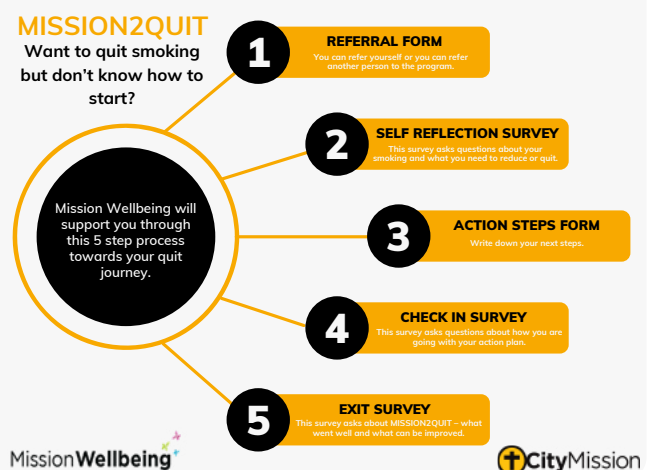 MISSION2QUIT
Want to quit smoking
but don't know how to
start?
Mission Wellbeing will
support you through
this 5 step process
towards your quit
journey.
1
REFERRAL FORM
You can refer yourself or you can refer
another person to the program.
2
SELF REFLECTION SURVEY
This survey asks questions about your
smoking and what you need to reduce or quit.
3
ACTION STEPS FORM
Write down your next steps.
4
CHECK IN SURVEY
This survey asks questions about how you are
going with your action plan.
5
EXIT SURVEY
This survey asks about MISSION2QUIT – what
went well and what can be improved.
Mission Wellbeing
CityMission